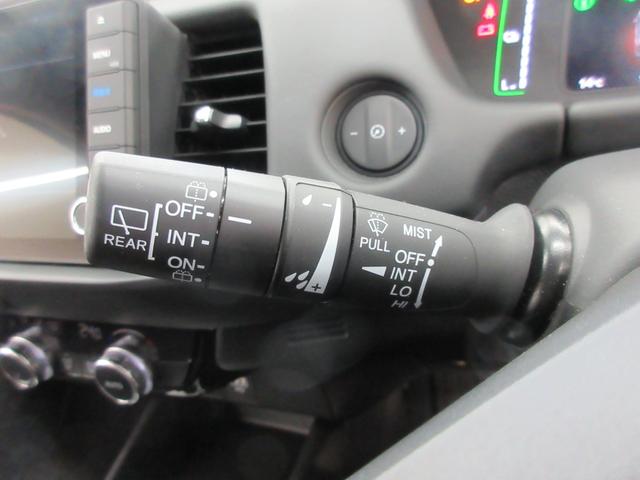 MENU
AUDIO
OFF
REAR
INT
ON
PULL
MIST
OFF
INT
LO
HI